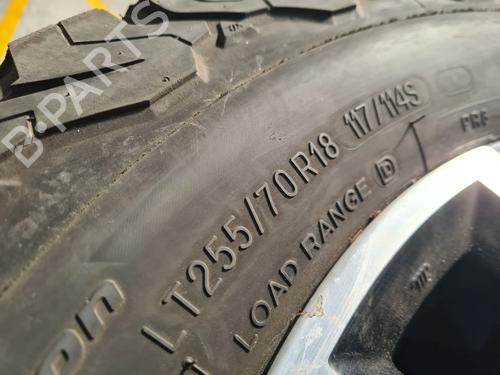 B-PARTS
LT255/70R18 117/114S
LOAD RANGE D